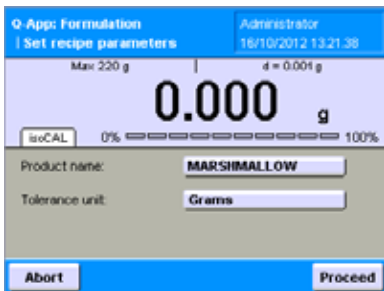 Q-App: Formulation
Administrator
| Set recipe parameters
16/10/2012 13.21.38
Max 220 g
d = 0.001 g
0.000 g
isoCAL
0%
100%
Product name:
MARSHMALLOW
Tolerance unit:
Grams
Abort
Proceed